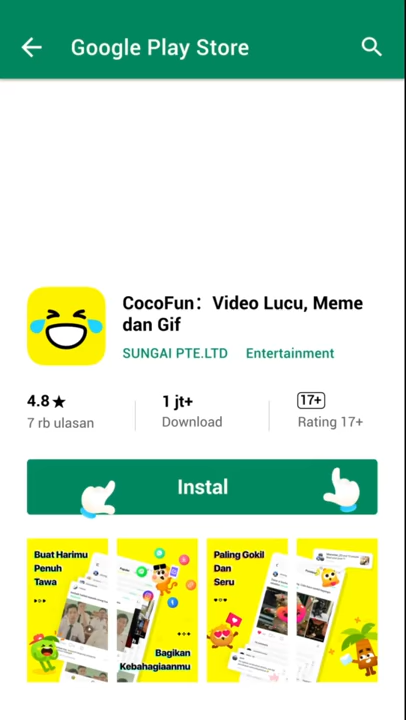 Google Play Store
CocoFun：Video Lucu, Meme
dan Gif
SUNGAI PTE.LTD Entertainment
4.8★ 1 jt+ 17+
7 rb ulasan Download Rating 17+
Instal
Buat Harimu
Penuh
Tawa
Bagikan
Kebahagiaanmu
Paling Gokil
Dan
Seru